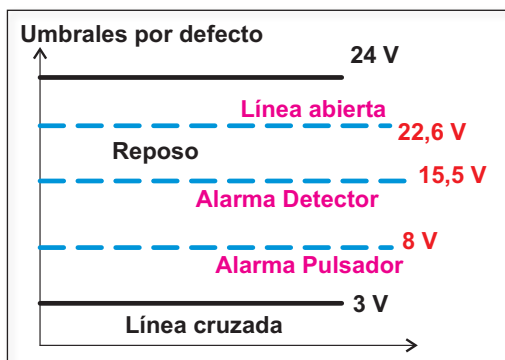 Umbrales por defecto
24 V
Línea abierta
22,6 V
Reposo
15,5 V
Alarma Detector
8 V
Alarma Pulsador
3 V
Línea cruzada